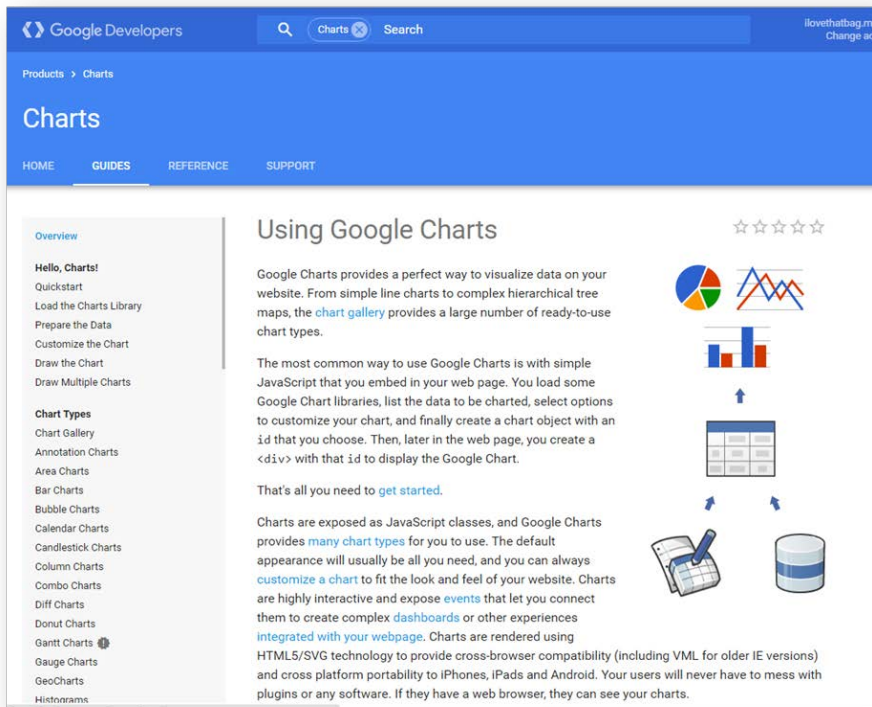 Google Developers
Charts
Search
ilovethatbag.m
Change ac
Products > Charts
Charts
HOME GUIDES REFERENCE SUPPORT
Overview
Hello, Charts!
Quickstart
Load the Charts Library
Prepare the Data
Customize the Chart
Draw the Chart
Draw Multiple Charts
Chart Types
Chart Gallery
Annotation Charts
Area Charts
Bar Charts
Bubble Charts
Calendar Charts
Candlestick Charts
Column Charts
Combo Charts
Diff Charts
Donut Charts
Gantt Charts
Gauge Charts
GeoCharts
Histograms
Using Google Charts
Google Charts provides a perfect way to visualize data on your
website. From simple line charts to complex hierarchical tree
maps, the chart gallery provides a large number of ready-to-use
chart types.
The most common way to use Google Charts is with simple
JavaScript that you embed in your web page. You load some
Google Chart libraries, list the data to be charted, select options
to customize your chart, and finally create a chart object with an
id that you choose. Then, later in the web page, you create a
<div> with that id to display the Google Chart.
That's all you need to get started.
Charts are exposed as JavaScript classes, and Google Charts
provides many chart types for you to use. The default
appearance will usually be all you need, and you can always
customize a chart to fit the look and feel of your website. Charts
are highly interactive and expose events that let you connect
them to create complex dashboards or other experiences
integrated with your webpage. Charts are rendered using
HTML5/SVG technology to provide cross-browser compatibility (including VML for older IE versions)
and cross platform portability to iPhones, iPads and Android. Your users will never have to mess with
plugins or any software. If they have a web browser, they can see your charts.